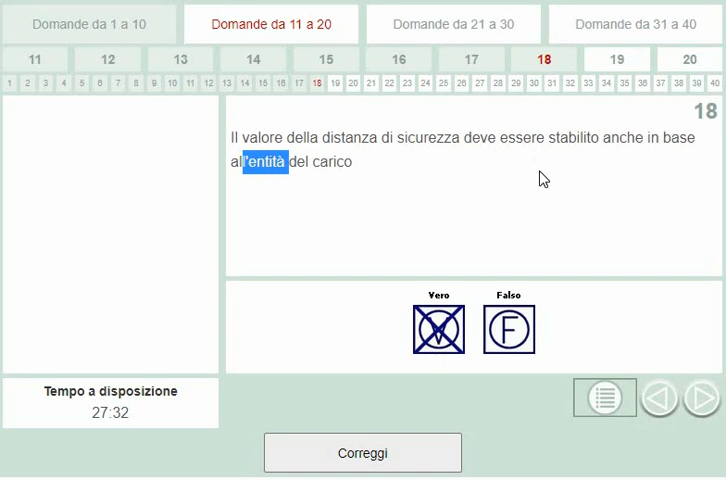 Domande da 1 a 10 Domande da 11 a 20 Domande da 21 a 30 Domande da 31 a 40
11 12 13 14 15 16 17 18 19 20
1 2 3 4 5 6 7 8 9 10 11 12 13 14 15 16 17 18 19 20 21 22 23 24 25 26 27 28 29 30 31 32 33 34 35 36 37 38 39 40
18
Il valore della distanza di sicurezza deve essere stabilito anche in base
all'entità del carico
Vero Falso
V F
Tempo a disposizione
27:32
Correggi